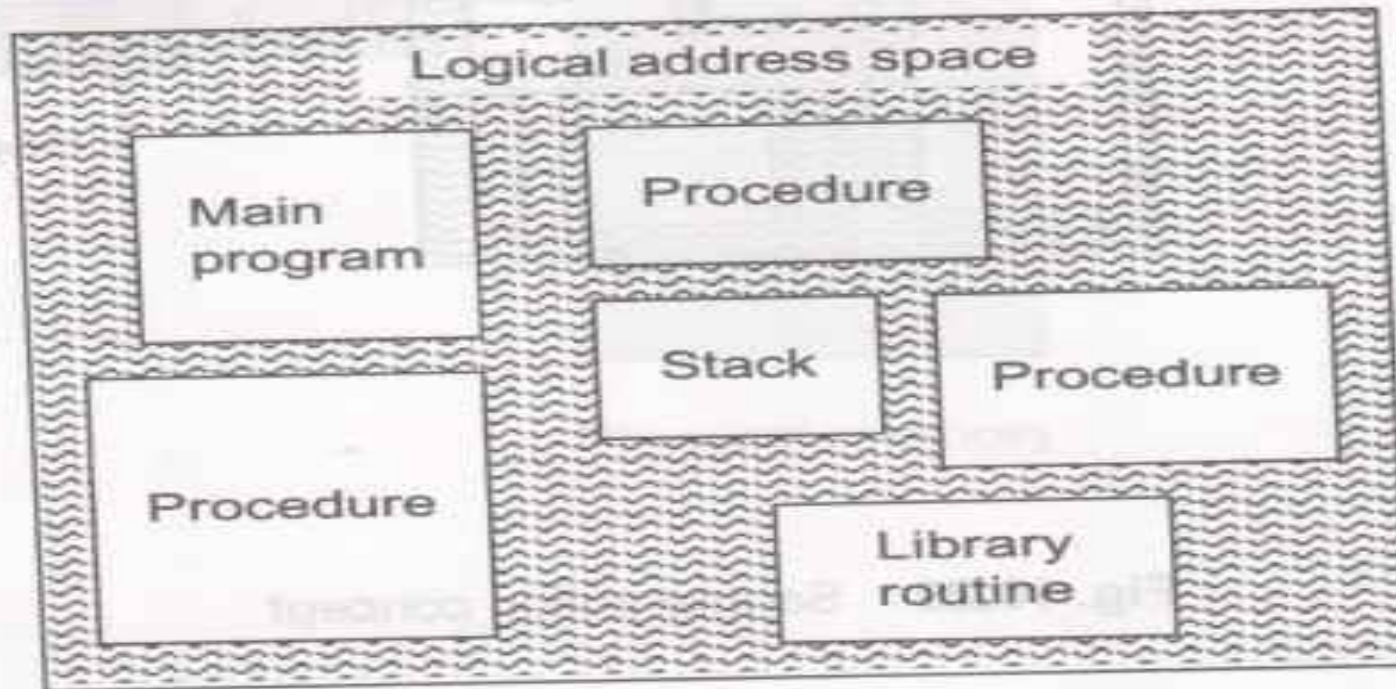 Logical address space
Main
program
Procedure
Stack
Procedure
Procedure
Library
routine